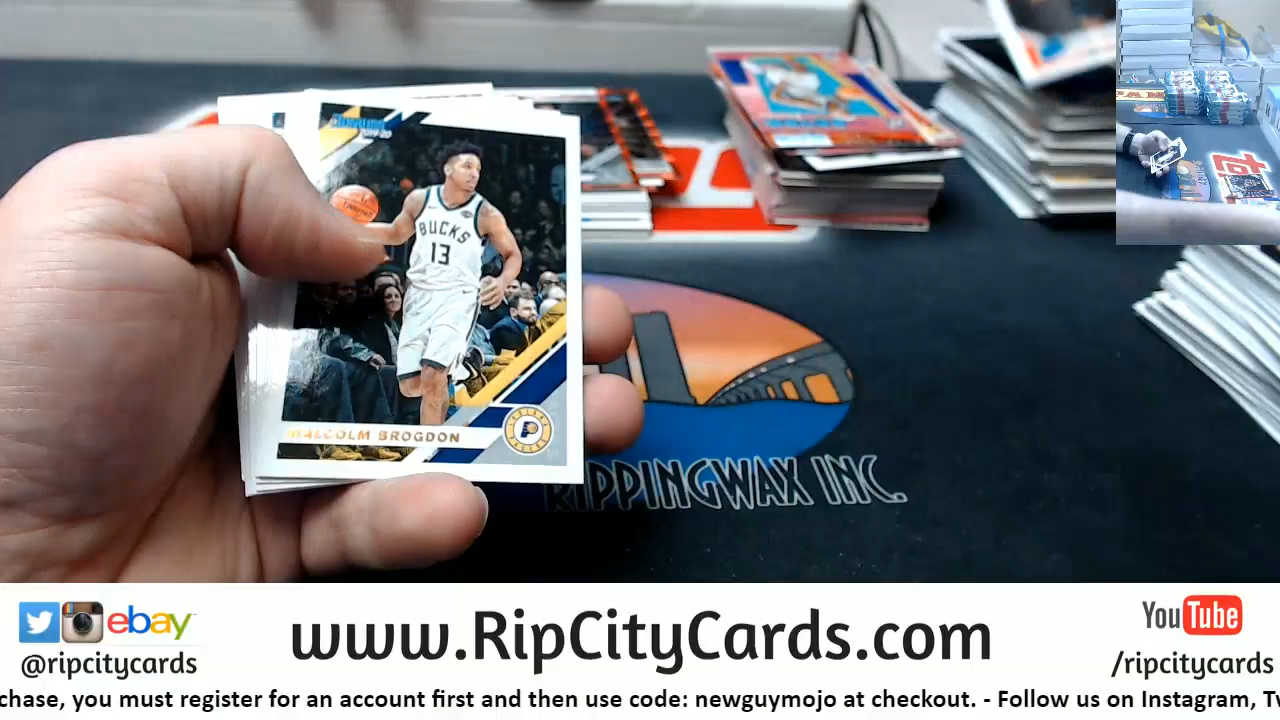 BUCKS
13
MALCOLM BROGDON
RIPPINGWAX INC.
ebay
@ripcitycards
www.RipCityCards.com
YouTube
/ripcitycards
chase, you must register for an account first and then use code: newguymojo at checkout. - Follow us on Instagram, Tw